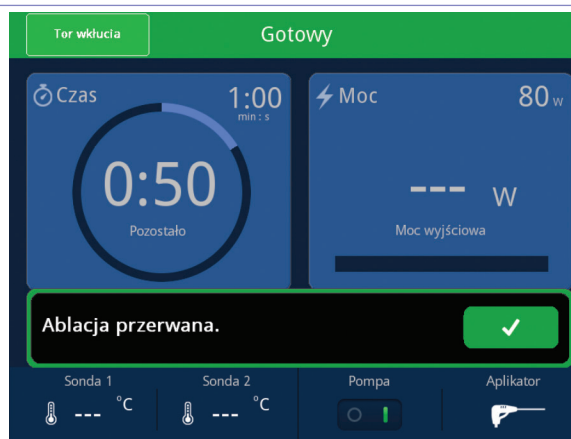 Tor wkłucia
Gotowy
Czas
1:00
min : s
0:50
Pozostało
Moc
80 w
--- W
Moc wyjściowa
Ablacja przerwana.
Sonda 1
--- °C
Sonda 2
--- °C
Pompa
Aplikator